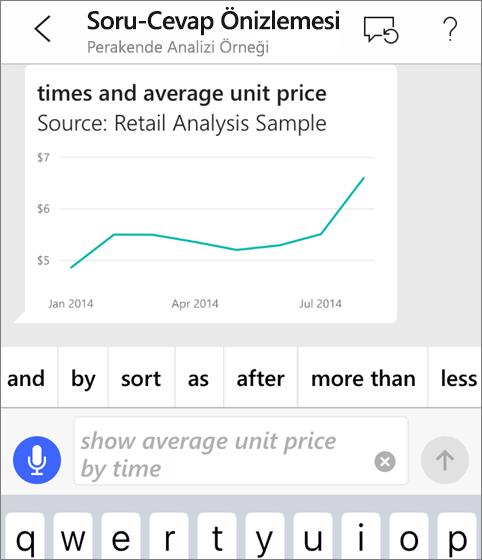 Soru-Cevap Önizlemesi
Perakende Analizi Örneği
?
times and average unit price
Source: Retail Analysis Sample
$7
$6
$5
Jan 2014 Apr 2014 Jul 2014
and by sort as after more than less
show average unit price
by time
q w e r t y u i o p